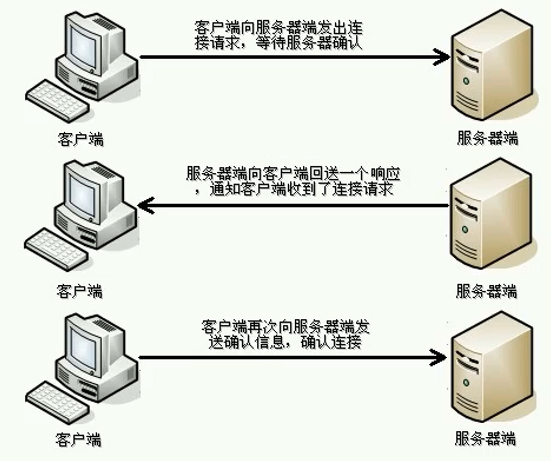 客户端向服务器端发出连
接请求，等待服务器确认
客户端
服务器端
服务器端向客户端回送一个响应
，通知客户端收到了连接请求
客户端
服务器端
客户端再次向服务器端发
送确认信息，确认连接
客户端
服务器端